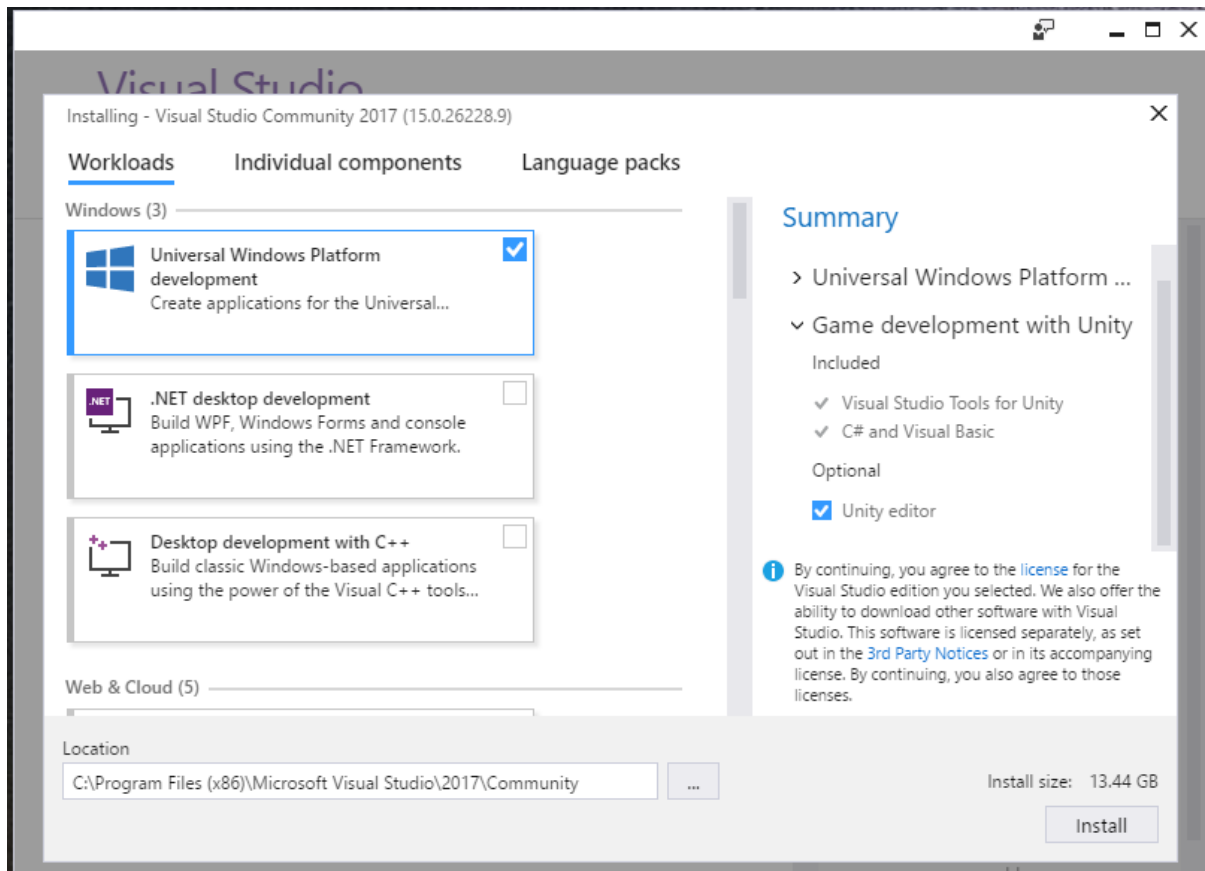 Visual Studio
Installing - Visual Studio Community 2017 (15.0.26228.9)
Workloads
Individual components
Language packs
Windows (3)
Universal Windows Platform
development
Create applications for the Universal...
.NET
.NET desktop development
Build WPF, Windows Forms and console
applications using the .NET Framework.
Desktop development with C++
Build classic Windows-based applications
using the power of the Visual C++ tools...
Web & Cloud (5)
Summary
Universal Windows Platform ...
Game development with Unity
Included
Visual Studio Tools for Unity
C# and Visual Basic
Optional
Unity editor
By continuing, you agree to the license for the
Visual Studio edition you selected. We also offer the
ability to download other software with Visual
Studio. This software is licensed separately, as set
out in the 3rd Party Notices or in its accompanying
license. By continuing, you also agree to those
licenses.
Location
C:\Program Files (x86)\Microsoft Visual Studio\2017\Community
...
Install size: 13.44 GB
Install